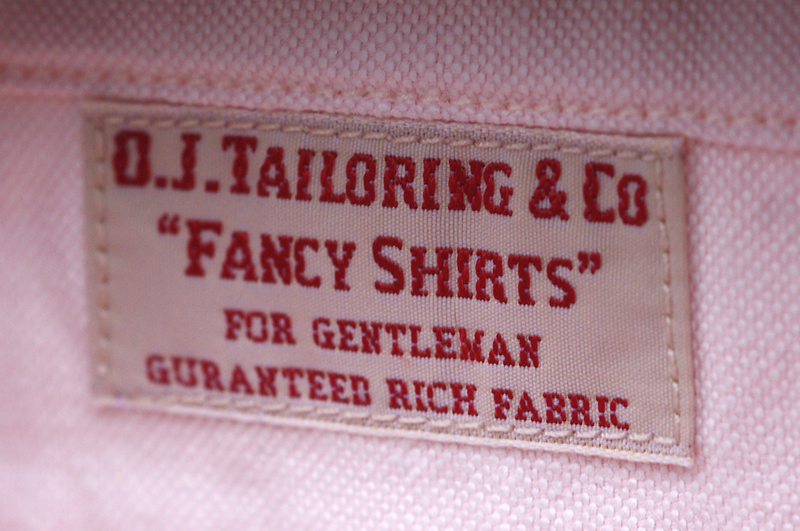 O.J. TAILORING & CO
"FANCY SHIRTS"
FOR GENTLEMAN
GURANTEED RICH FABRIC